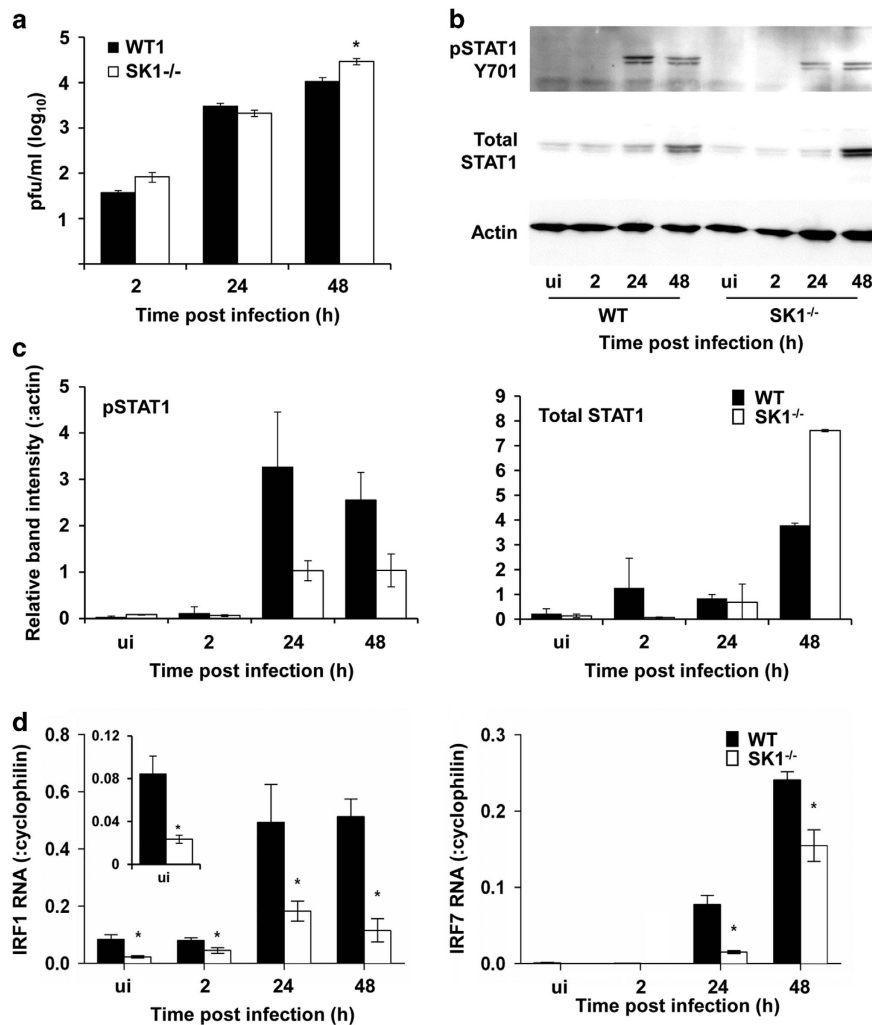 a
WT1
SK1-/-
*
5
4
3
2
1
pfu/ml (log10)
2 24 48
Time post infection (h)
b
pSTAT1
Y701
Total
STAT1
Actin
ui 2 24 48 ui 2 24 48
WT SK1-/-
Time post infection (h)
c
pSTAT1
5
4
3
2
1
0
Relative band intensity (:actin)
ui 2 24 48
Time post infection (h)
Total STAT1
WT
SK1-/-
9
8
7
6
5
4
3
2
1
0
ui 2 24 48
Time post infection (h)
d
0.8
0.6
0.4
0.2
0.0
IRF1 RNA (:cyclophilin)
0.12
0.08
0.04
0
*
ui
* * * *
ui 2 24 48
Time post infection (h)
WT
SK1-/-
0.3
0.2
0.1
0.0
IRF7 RNA (:cyclophilin)
* *
ui 2 24 48
Time post infection (h)